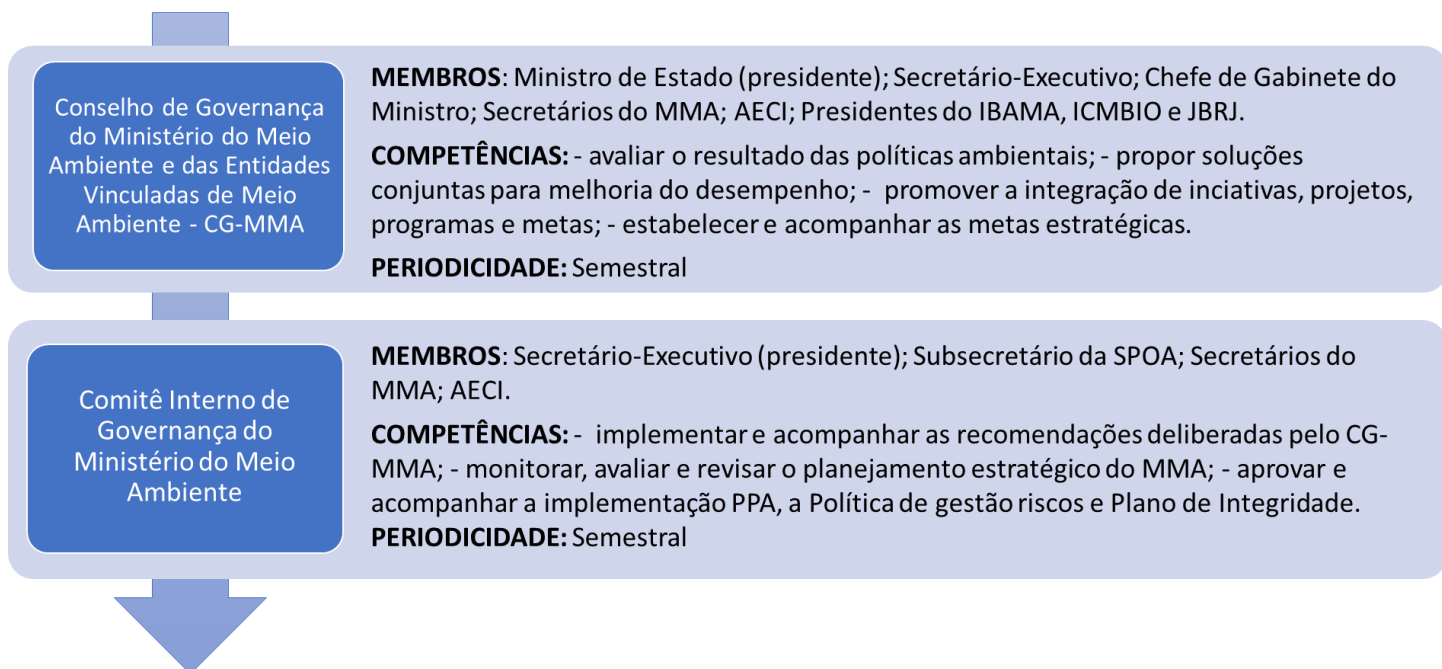 Conselho de Governança
do Ministério do Meio
Ambiente e das Entidades
Vinculadas de Meio
Ambiente - CG-MMA
MEMBROS: Ministro de Estado (presidente); Secretário-Executivo; Chefe de Gabinete do
Ministro; Secretários do MMA; AECI; Presidentes do IBAMA, ICMBIO e JBRJ.
COMPETÊNCIAS: - avaliar o resultado das políticas ambientais; - propor soluções
conjuntas para melhoria do desempenho; -  promover a integração de inciativas, projetos,
programas e metas; - estabelecer e acompanhar as metas estratégicas.
PERIODICIDADE: Semestral
Comitê Interno de
Governança do
Ministério do Meio
Ambiente
MEMBROS: Secretário-Executivo (presidente); Subsecretário da SPOA; Secretários do
MMA; AECI.
COMPETÊNCIAS: -  implementar e acompanhar as recomendações deliberadas pelo CG-
MMA; - monitorar, avaliar e revisar o planejamento estratégico do MMA; - aprovar e
acompanhar a implementação PPA, a Política de gestão riscos e Plano de Integridade.
PERIODICIDADE: Semestral